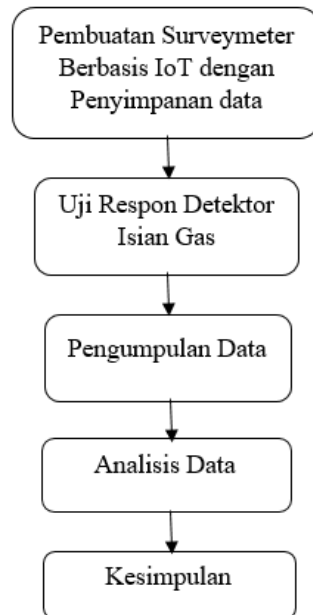 Pembuatan Surveymeter
Berbasis IoT dengan
Penyimpanan data
Uji Respon Detektor
Isian Gas
Pengumpulan Data
Analisis Data
Kesimpulan